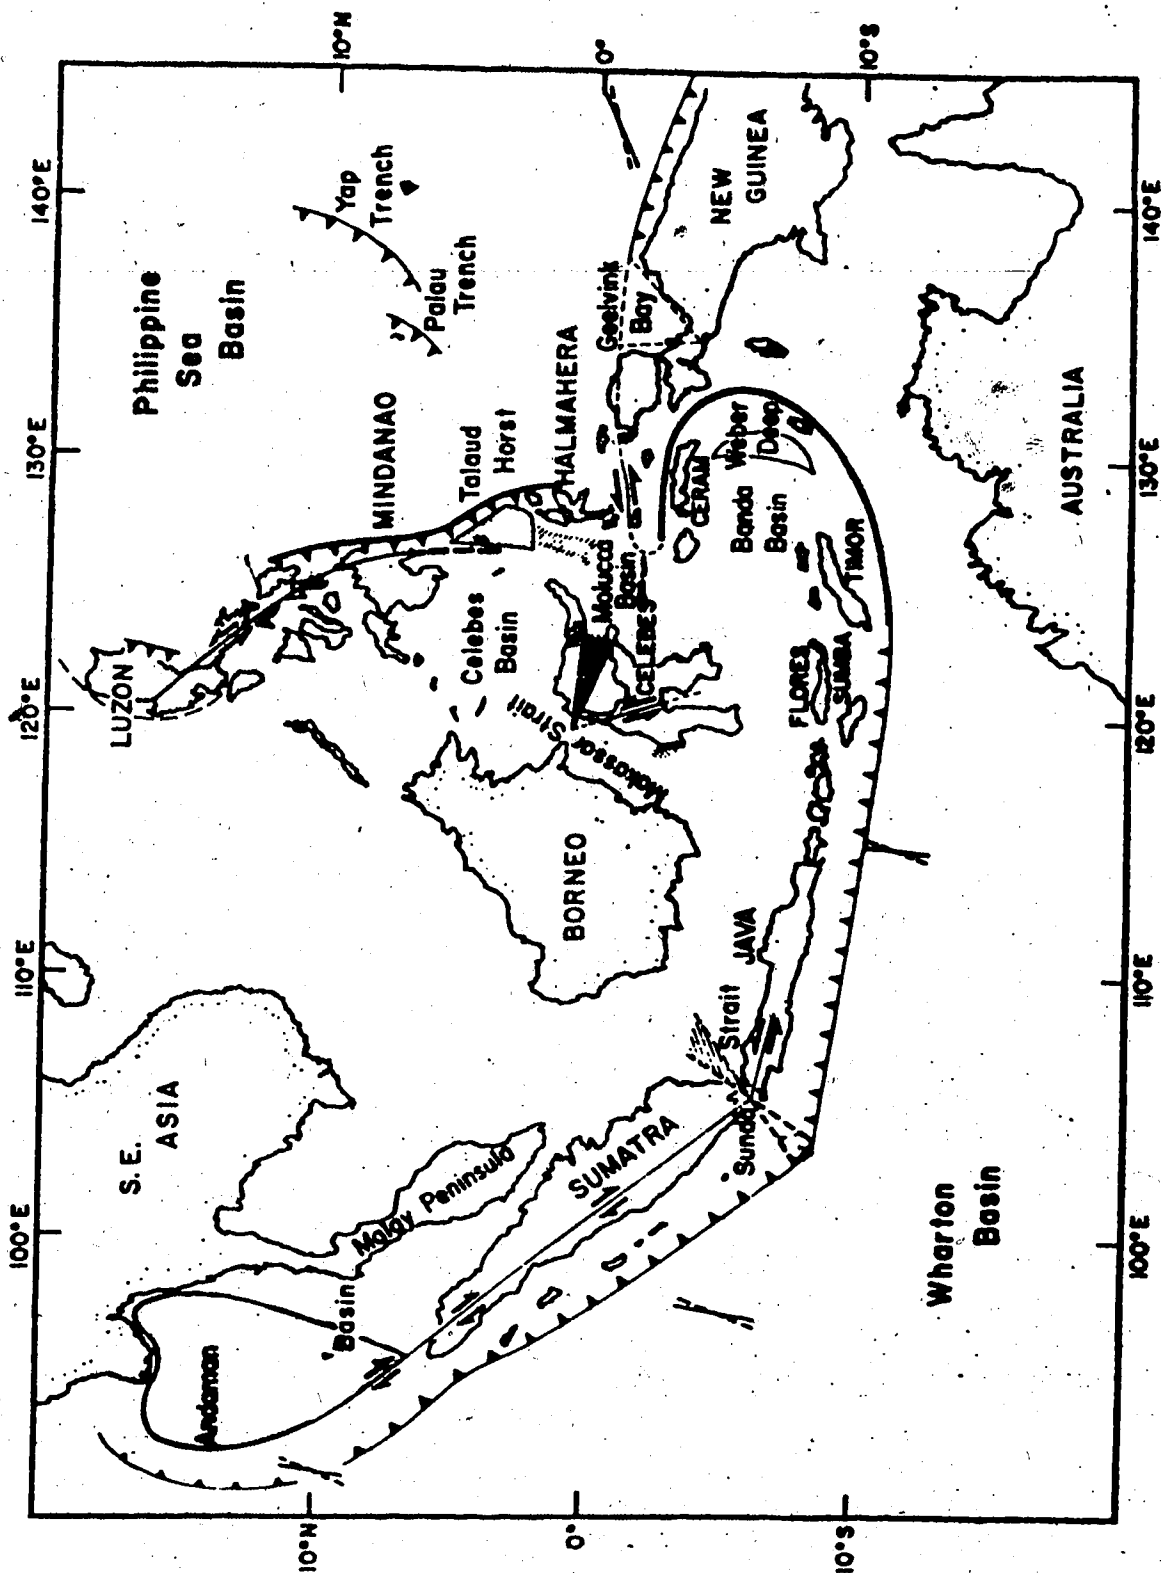 100°E
110°E
120°E
130°E
140°E
10°N
10°N
0°
0°
10°S
10°S
100°E
110°E
120°E
130°E
140°E
S. E.
ASIA
LUZON
Philippine
Sea
Basin
Yap
Trench
Palau
Trench
Andaman
Basin
Malay Peninsula
MINDANAO
Talaud
Horst
Celebes
Basin
HALMAHERA
BORNEO
Makassar
Strait
Molucca
Basin
CELEBES
Geelvink
Bay
NEW
GUINEA
SUMATRA
Sunda
Strait
JAVA
CERAM
Weber
Deep
Banda
Basin
FLORES
SUMBA
TIMOR
Wharton
Basin
AUSTRALIA